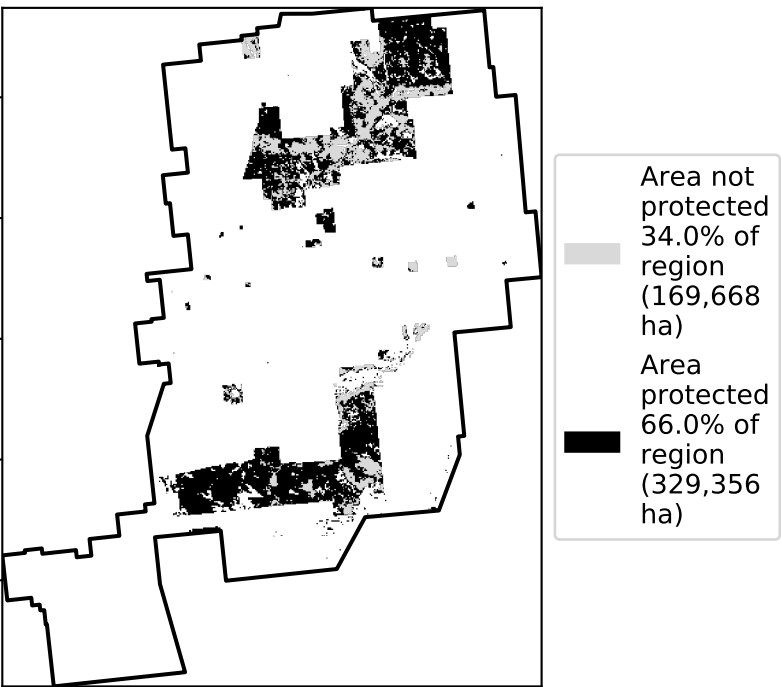 Area not
protected
34.0% of
region
(169,668
ha)
Area
protected
66.0% of
region
(329,356
ha)